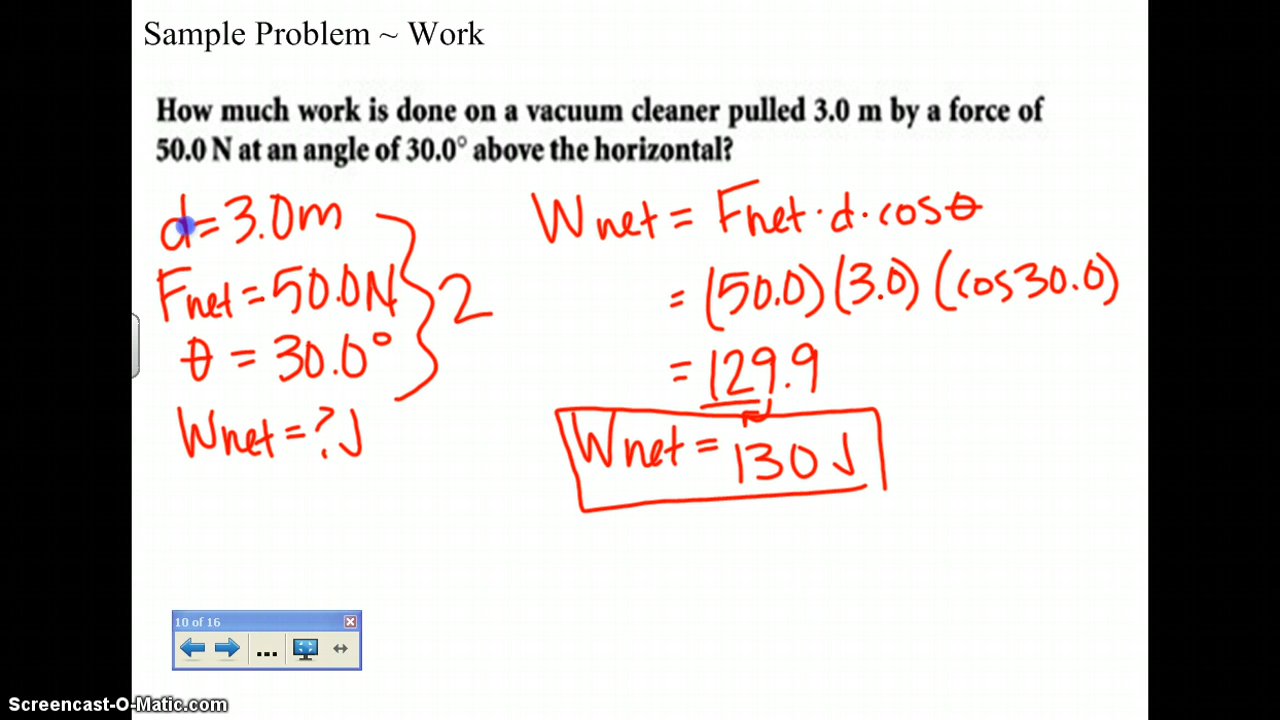 Sample Problem ~ Work
How much work is done on a vacuum cleaner pulled 3.0 m by a force of
50.0 N at an angle of 30.0° above the horizontal?
d = 3.0m
Fnet = 50.0N
θ = 30.0°
Wnet = ? J
2
Wnet = Fnet · d · cosθ
= (50.0) (3.0) (cos30.0)
= 129.9
Wnet = 130 J
10 of 16
...
Screencast-O-Matic.com